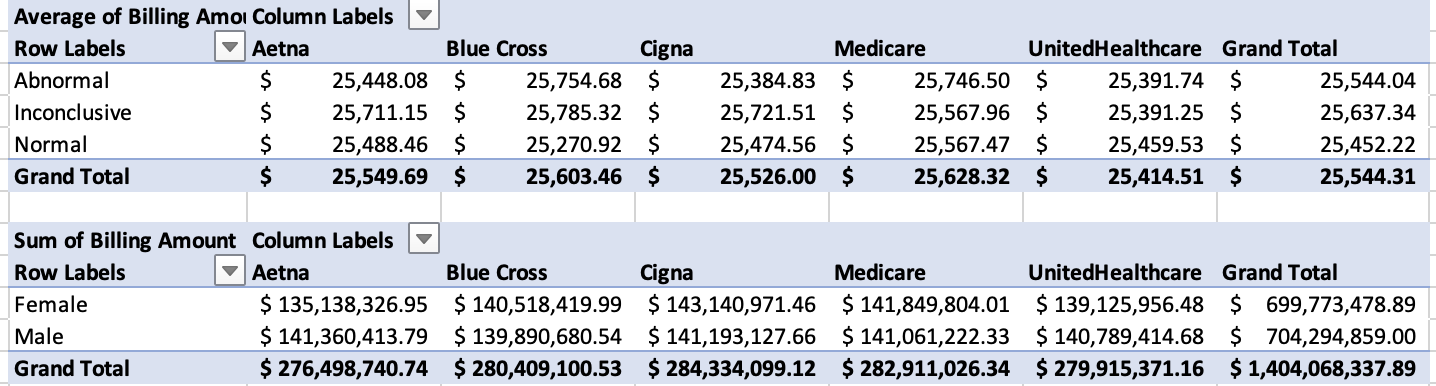 Average of Billing Amou Column Labels
Row Labels Aetna Blue Cross Cigna Medicare UnitedHealthcare Grand Total
Abnormal $ 25,448.08 $ 25,754.68 $ 25,384.83 $ 25,746.50 $ 25,391.74 $ 25,544.04
Inconclusive $ 25,711.15 $ 25,785.32 $ 25,721.51 $ 25,567.96 $ 25,391.25 $ 25,637.34
Normal $ 25,488.46 $ 25,270.92 $ 25,474.56 $ 25,567.47 $ 25,459.53 $ 25,452.22
Grand Total $ 25,549.69 $ 25,603.46 $ 25,526.00 $ 25,628.32 $ 25,414.51 $ 25,544.31
Sum of Billing Amount Column Labels
Row Labels Aetna Blue Cross Cigna Medicare UnitedHealthcare Grand Total
Female $ 135,138,326.95 $ 140,518,419.99 $ 143,140,971.46 $ 141,849,804.01 $ 139,125,956.48 $ 699,773,478.89
Male $ 141,360,413.79 $ 139,890,680.54 $ 141,193,127.66 $ 141,061,222.33 $ 140,789,414.68 $ 704,294,859.00
Grand Total $ 276,498,740.74 $ 280,409,100.53 $ 284,334,099.12 $ 282,911,026.34 $ 279,915,371.16 $ 1,404,068,337.89